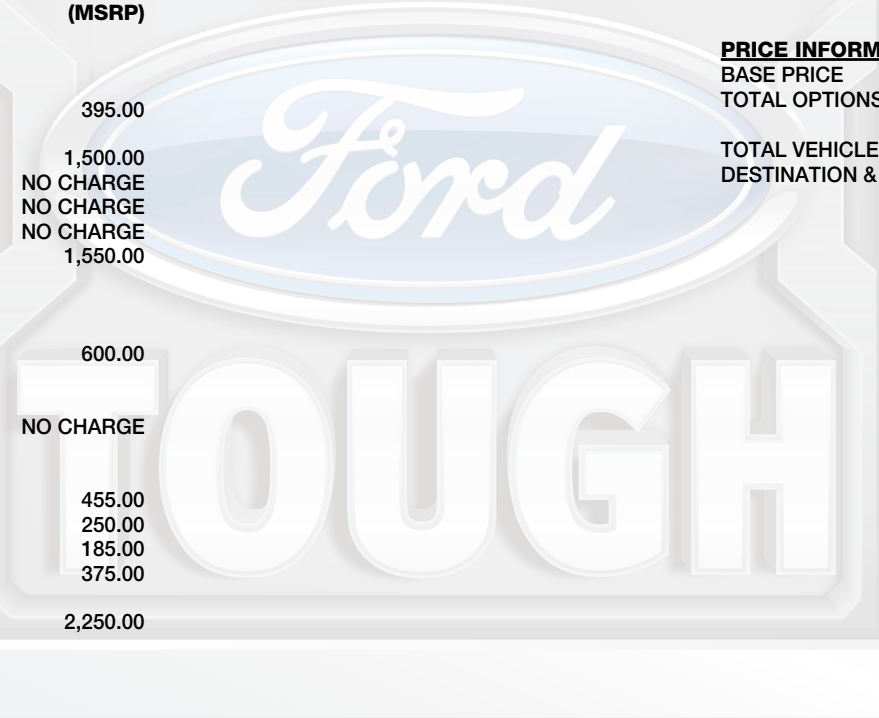 (MSRP)
395.00
1,500.00
NO CHARGE
NO CHARGE
NO CHARGE
1,550.00
600.00
NO CHARGE
455.00
250.00
185.00
375.00
2,250.00
PRICE INFORM
BASE PRICE
TOTAL OPTIONS
TOTAL VEHICLE
DESTINATION &
Ford
TOUGH